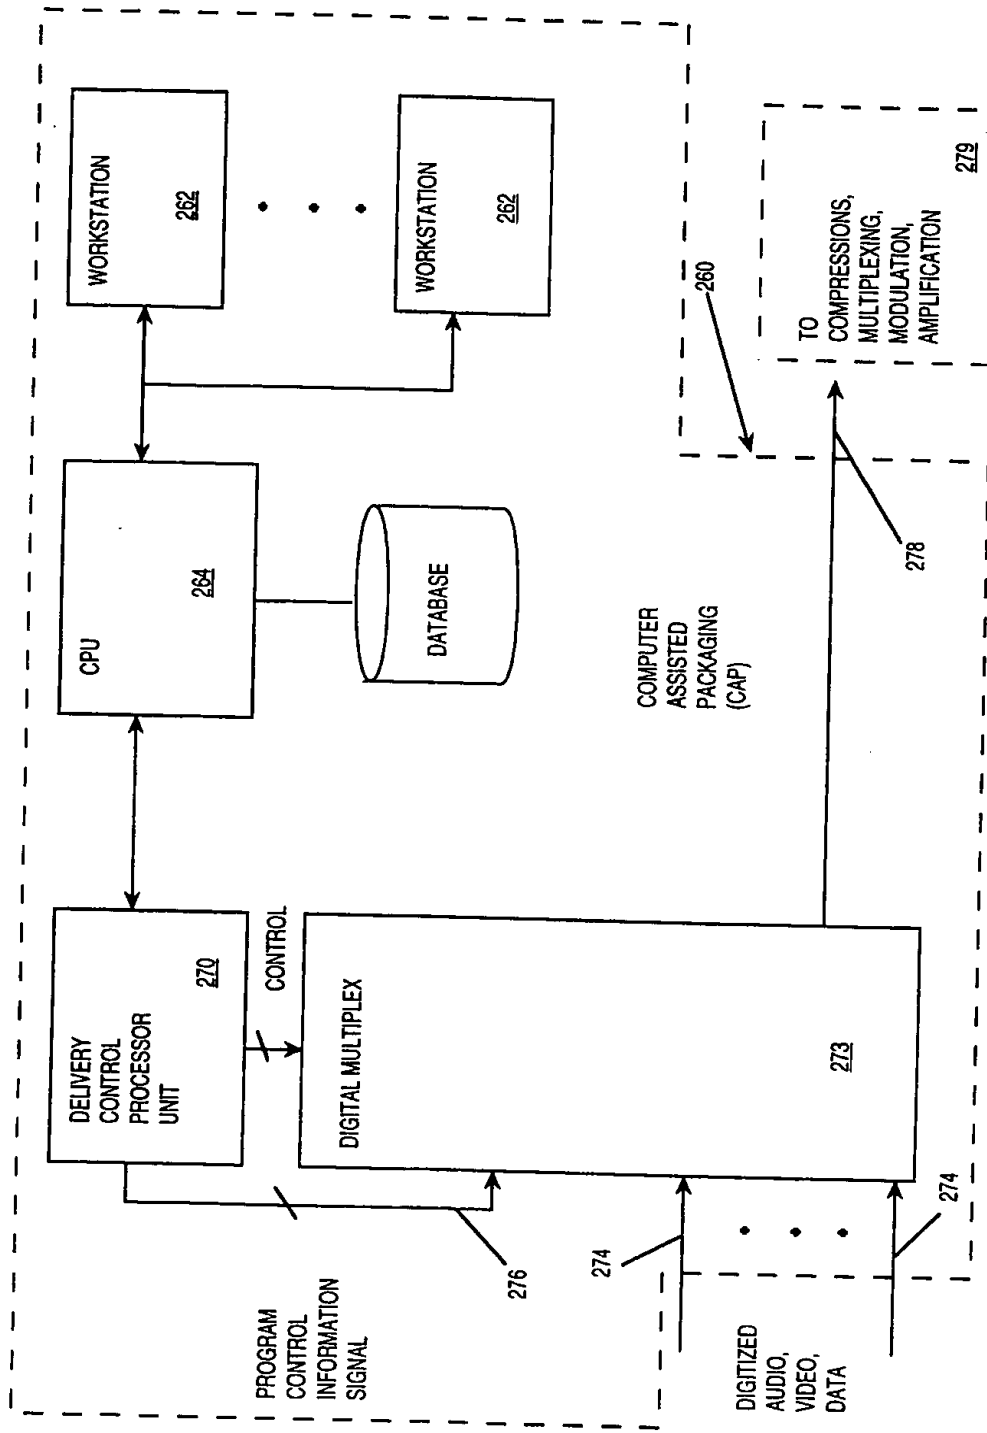 DELIVERY
CONTROL
PROCESSOR
UNIT
270
CPU
264
WORKSTATION
262
WORKSTATION
262
DATABASE
CONTROL
DIGITAL MULTIPLEX
273
PROGRAM
CONTROL
INFORMATION
SIGNAL
276
274
274
DIGITIZED
AUDIO,
VIDEO,
DATA
COMPUTER
ASSISTED
PACKAGING
(CAP)
260
278
TO
COMPRESSIONS,
MULTIPLEXING,
MODULATION,
AMPLIFICATION
279